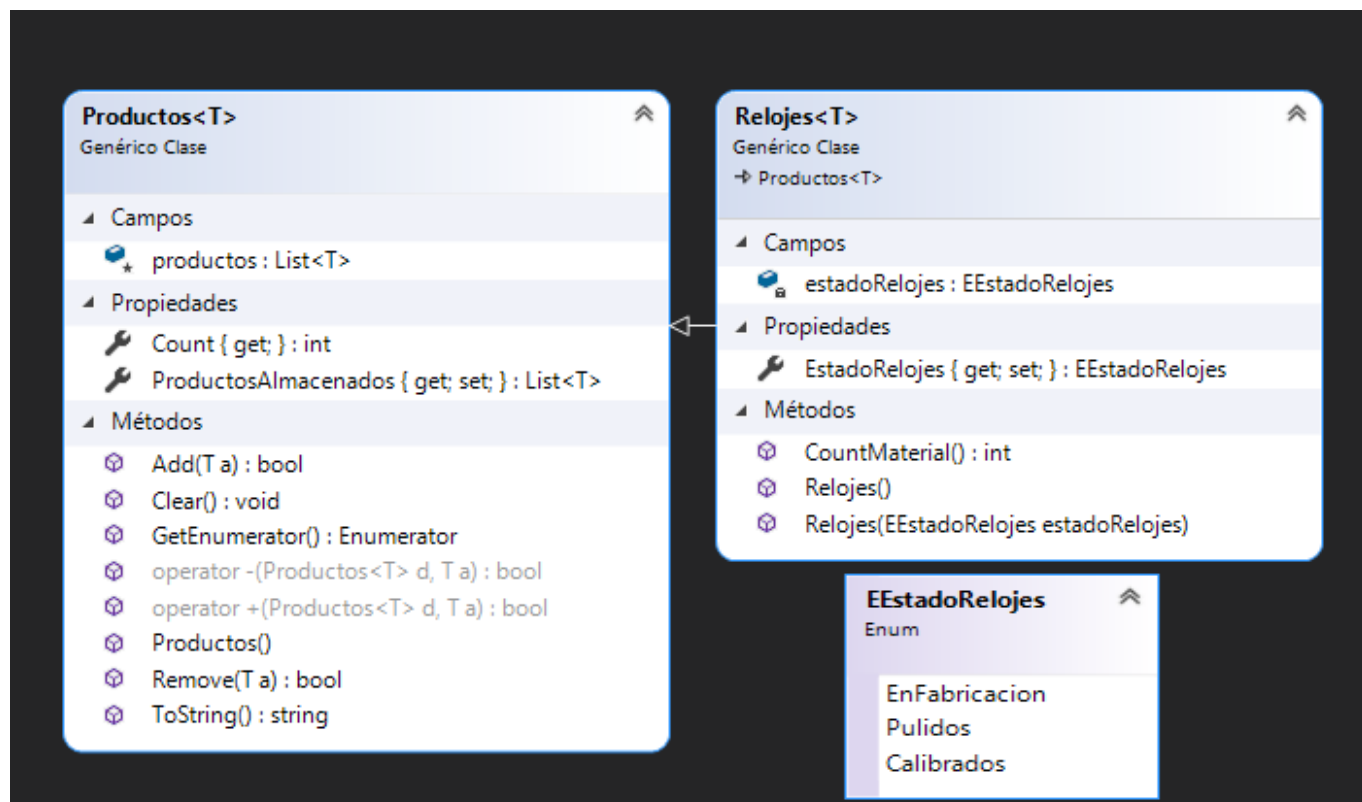 Productos<T>
Genérico Clase
Campos
productos : List<T>
Propiedades
Count { get; } : int
ProductosAlmacenados { get; set; } : List<T>
Métodos
Add(T a) : bool
Clear() : void
GetEnumerator() : Enumerator
operator -(Productos<T> d, T a) : bool
operator +(Productos<T> d, T a) : bool
Productos()
Remove(T a) : bool
ToString() : string
Relojes<T>
Genérico Clase
Productos<T>
Campos
estadoRelojes : EEstadoRelojes
Propiedades
EstadoRelojes { get; set; } : EEstadoRelojes
Métodos
CountMaterial() : int
Relojes()
Relojes(EEstadoRelojes estadoRelojes)
EEstadoRelojes
Enum
EnFabricacion
Pulidos
Calibrados